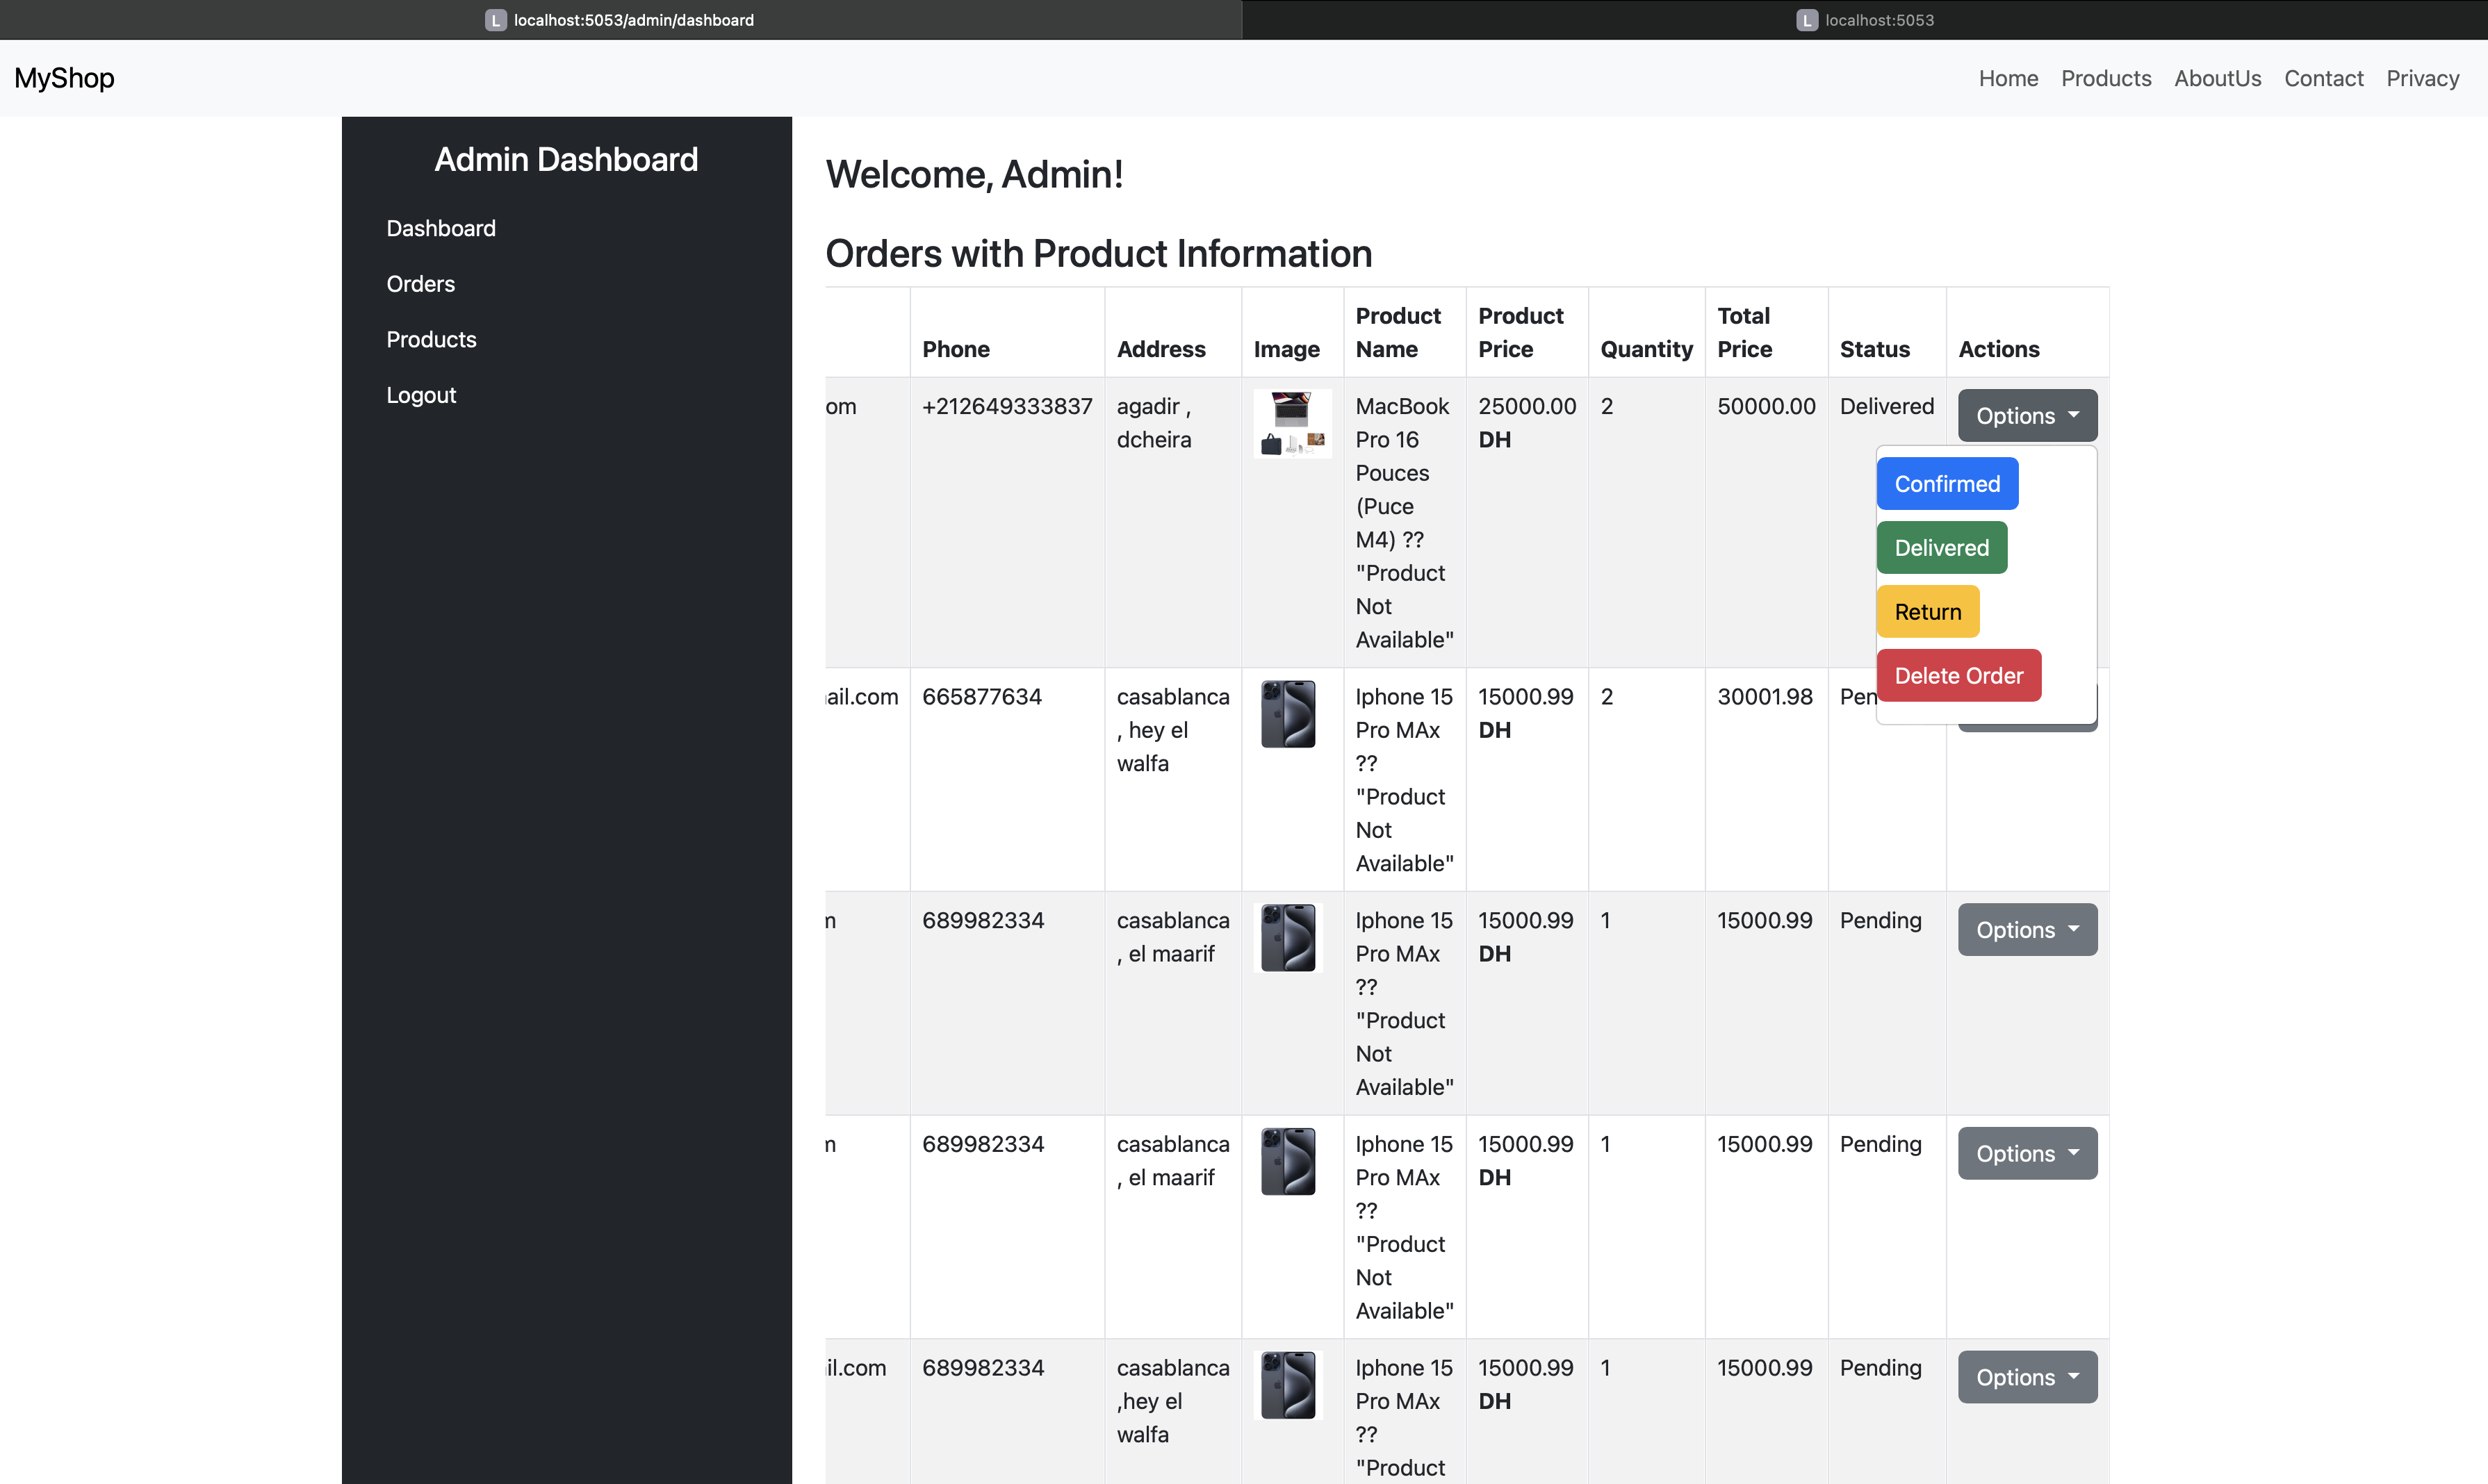 L localhost:5053/admin/dashboard
L localhost:5053
MyShop
Home Products AboutUs Contact Privacy
Admin Dashboard
Dashboard
Orders
Products
Logout
Welcome, Admin!
Orders with Product Information
Phone Address Image Product Name Product Price Quantity Total Price Status Actions
om +212649333837 agadir , 25000.00 2 50000.00 Delivered Options
dcheira
MacBook
Pro 16
Pouces
(Puce
M4) ??
"Product
Not
Available"
DH
Confirmed
Delivered
Return
Delete Order
ail.com 665877634 casablanca Iphone 15 15000.99 2 30001.98 Pen
, hey el Pro MAx DH
walfa ??
"Product
Not
Available"
m 689982334 casablanca Iphone 15 15000.99 1 15000.99 Pending Options
, el maarif Pro MAx DH
??
"Product
Not
Available"
m 689982334 casablanca Iphone 15 15000.99 1 15000.99 Pending Options
, el maarif Pro MAx DH
??
"Product
Not
Available"
il.com 689982334 casablanca Iphone 15 15000.99 1 15000.99 Pending Options
,hey el Pro MAx DH
walfa ??
"Product